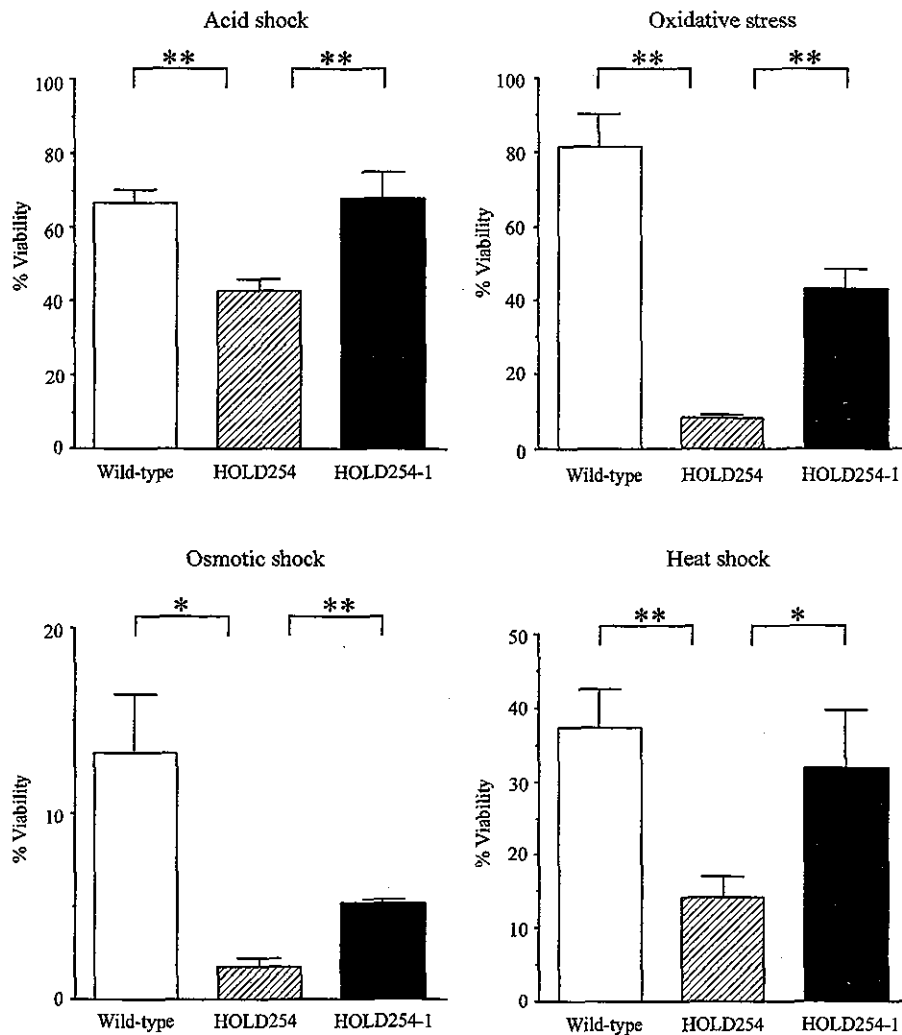 Acid shock
** **
100
80
60
40
20
0
% Viability
Wild-type HOLD254 HOLD254-1
Oxidative stress
** **
100
80
60
40
20
0
% Viability
Wild-type HOLD254 HOLD254-1
Osmotic shock
* **
20
10
0
% Viability
Wild-type HOLD254 HOLD254-1
Heat shock
** *
50
40
30
20
10
0
% Viability
Wild-type HOLD254 HOLD254-1